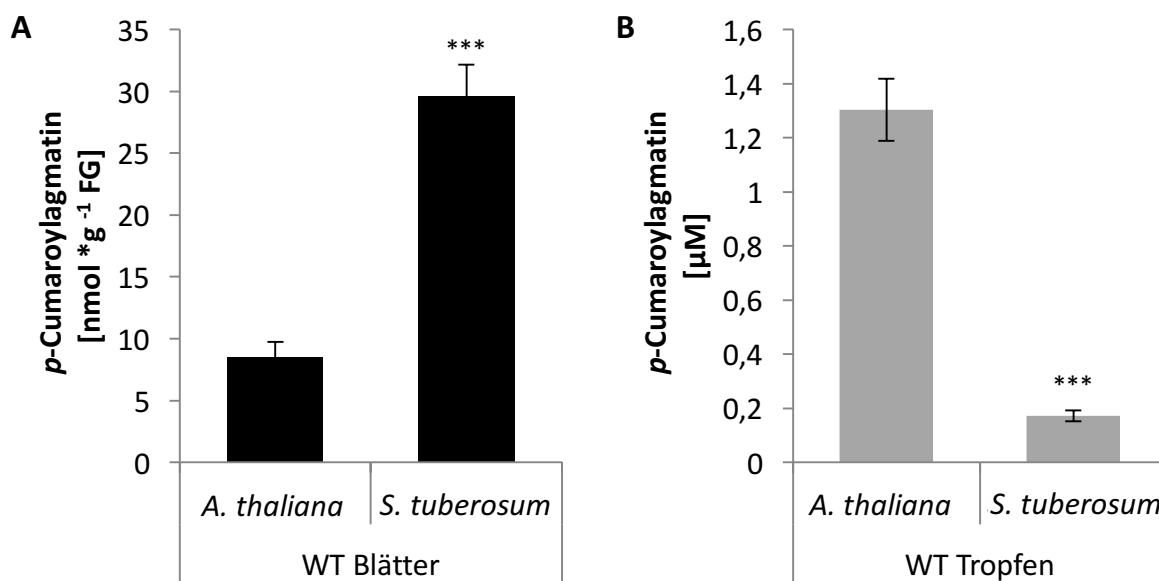 A
p-Cumaroylagmatin
[nmol *g -1 FG]
35
30
25
20
15
10
5
0
***
A. thaliana
S. tuberosum
WT Blätter
B
p-Cumaroylagmatin
[µM]
1,6
1,4
1,2
1
0,8
0,6
0,4
0,2
0
***
A. thaliana
S. tuberosum
WT Tropfen